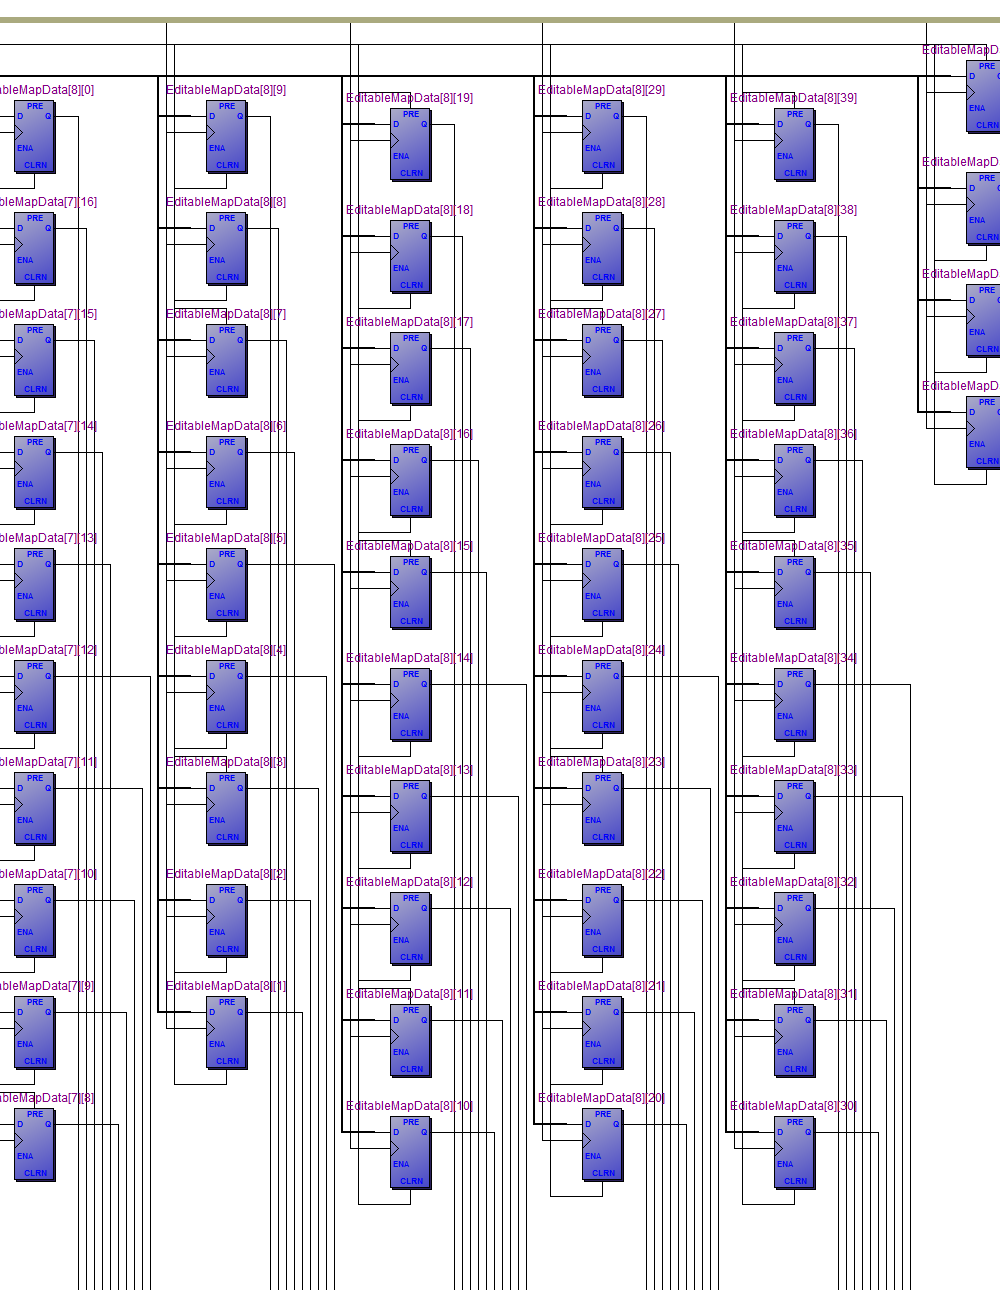 bleMapData[8][0]
PRE
D Q
ENA
CLRN
bleMapData[7][16]
PRE
D Q
ENA
CLRN
bleMapData[7][15]
PRE
D Q
ENA
CLRN
bleMapData[7][14]
PRE
D Q
ENA
CLRN
bleMapData[7][13]
PRE
D Q
ENA
CLRN
bleMapData[7][12]
PRE
D Q
ENA
CLRN
bleMapData[7][11]
PRE
D Q
ENA
CLRN
bleMapData[7][10]
PRE
D Q
ENA
CLRN
bleMapData[7][9]
PRE
D Q
ENA
CLRN
bleMapData[7][8]
PRE
D Q
ENA
CLRN
EditableMapData[8][9]
PRE
D Q
ENA
CLRN
EditableMapData[8][8]
PRE
D Q
ENA
CLRN
EditableMapData[8][7]
PRE
D Q
ENA
CLRN
EditableMapData[8][6]
PRE
D Q
ENA
CLRN
EditableMapData[8][5]
PRE
D Q
ENA
CLRN
EditableMapData[8][4]
PRE
D Q
ENA
CLRN
EditableMapData[8][3]
PRE
D Q
ENA
CLRN
EditableMapData[8][2]
PRE
D Q
ENA
CLRN
EditableMapData[8][1]
PRE
D Q
ENA
CLRN
EditableMapData[8][19]
PRE
D Q
ENA
CLRN
EditableMapData[8][18]
PRE
D Q
ENA
CLRN
EditableMapData[8][17]
PRE
D Q
ENA
CLRN
EditableMapData[8][16]
PRE
D Q
ENA
CLRN
EditableMapData[8][15]
PRE
D Q
ENA
CLRN
EditableMapData[8][14]
PRE
D Q
ENA
CLRN
EditableMapData[8][13]
PRE
D Q
ENA
CLRN
EditableMapData[8][12]
PRE
D Q
ENA
CLRN
EditableMapData[8][11]
PRE
D Q
ENA
CLRN
EditableMapData[8][10]
PRE
D Q
ENA
CLRN
EditableMapData[8][29]
PRE
D Q
ENA
CLRN
EditableMapData[8][28]
PRE
D Q
ENA
CLRN
EditableMapData[8][27]
PRE
D Q
ENA
CLRN
EditableMapData[8][26]
PRE
D Q
ENA
CLRN
EditableMapData[8][25]
PRE
D Q
ENA
CLRN
EditableMapData[8][24]
PRE
D Q
ENA
CLRN
EditableMapData[8][23]
PRE
D Q
ENA
CLRN
EditableMapData[8][22]
PRE
D Q
ENA
CLRN
EditableMapData[8][21]
PRE
D Q
ENA
CLRN
EditableMapData[8][20]
PRE
D Q
ENA
CLRN
EditableMapData[8][39]
PRE
D Q
ENA
CLRN
EditableMapData[8][38]
PRE
D Q
ENA
CLRN
EditableMapData[8][37]
PRE
D Q
ENA
CLRN
EditableMapData[8][36]
PRE
D Q
ENA
CLRN
EditableMapData[8][35]
PRE
D Q
ENA
CLRN
EditableMapData[8][34]
PRE
D Q
ENA
CLRN
EditableMapData[8][33]
PRE
D Q
ENA
CLRN
EditableMapData[8][32]
PRE
D Q
ENA
CLRN
EditableMapData[8][31]
PRE
D Q
ENA
CLRN
EditableMapData[8][30]
PRE
D Q
ENA
CLRN
EditableMapD
PRE
D
ENA
CLRN
EditableMapD
PRE
D
ENA
CLRN
EditableMapD
PRE
D
ENA
CLRN
EditableMapD
PRE
D
ENA
CLRN